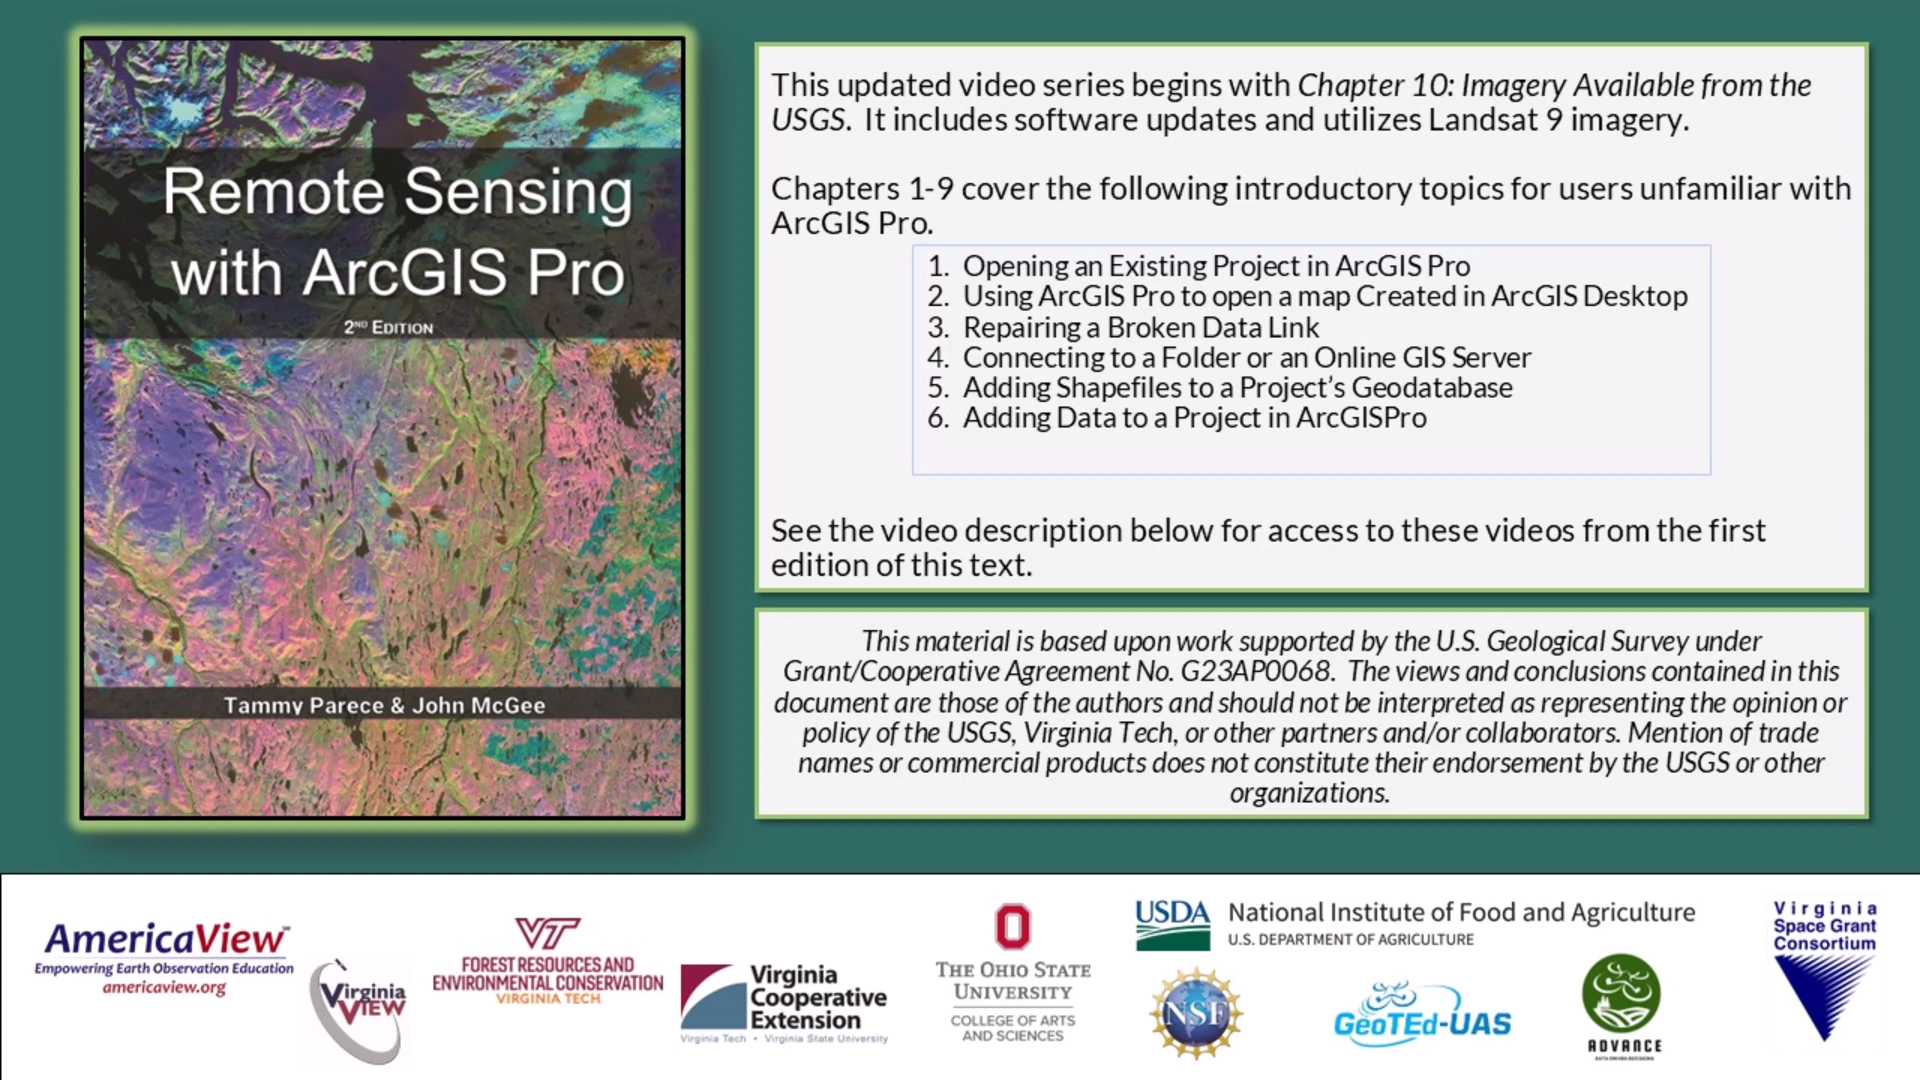 Remote Sensing
with ArcGIS Pro
2ND EDITION
Tammy Parece & John McGee
This updated video series begins with Chapter 10: Imagery Available from the
USGS. It includes software updates and utilizes Landsat 9 imagery.
Chapters 1-9 cover the following introductory topics for users unfamiliar with
ArcGIS Pro.
1. Opening an Existing Project in ArcGIS Pro
2. Using ArcGIS Pro to open a map Created in ArcGIS Desktop
3. Repairing a Broken Data Link
4. Connecting to a Folder or an Online GIS Server
5. Adding Shapefiles to a Project's Geodatabase
6. Adding Data to a Project in ArcGISPro
See the video description below for access to these videos from the first
edition of this text.
This material is based upon work supported by the U.S. Geological Survey under
Grant/Cooperative Agreement No. G23AP0068. The views and conclusions contained in this
document are those of the authors and should not be interpreted as representing the opinion or
policy of the USGS, Virginia Tech, or other partners and/or collaborators. Mention of trade
names or commercial products does not constitute their endorsement by the USGS or other
organizations.
AmericaView
Empowering Earth Observation Education
americaview.org
Virginia
VIEW
VT
FOREST RESOURCES AND
ENVIRONMENTAL CONSERVATION
VIRGINIA TECH
Virginia
Cooperative
Extension
Virginia Tech • Virginia State University
THE OHIO STATE
UNIVERSITY
COLLEGE OF ARTS
AND SCIENCES
USDA
National Institute of Food and Agriculture
U.S. DEPARTMENT OF AGRICULTURE
NSF
GeoTEd-UAS
ADVANCE
DATA DRIVEN DECISIONS
Virginia
Space Grant
Consortium